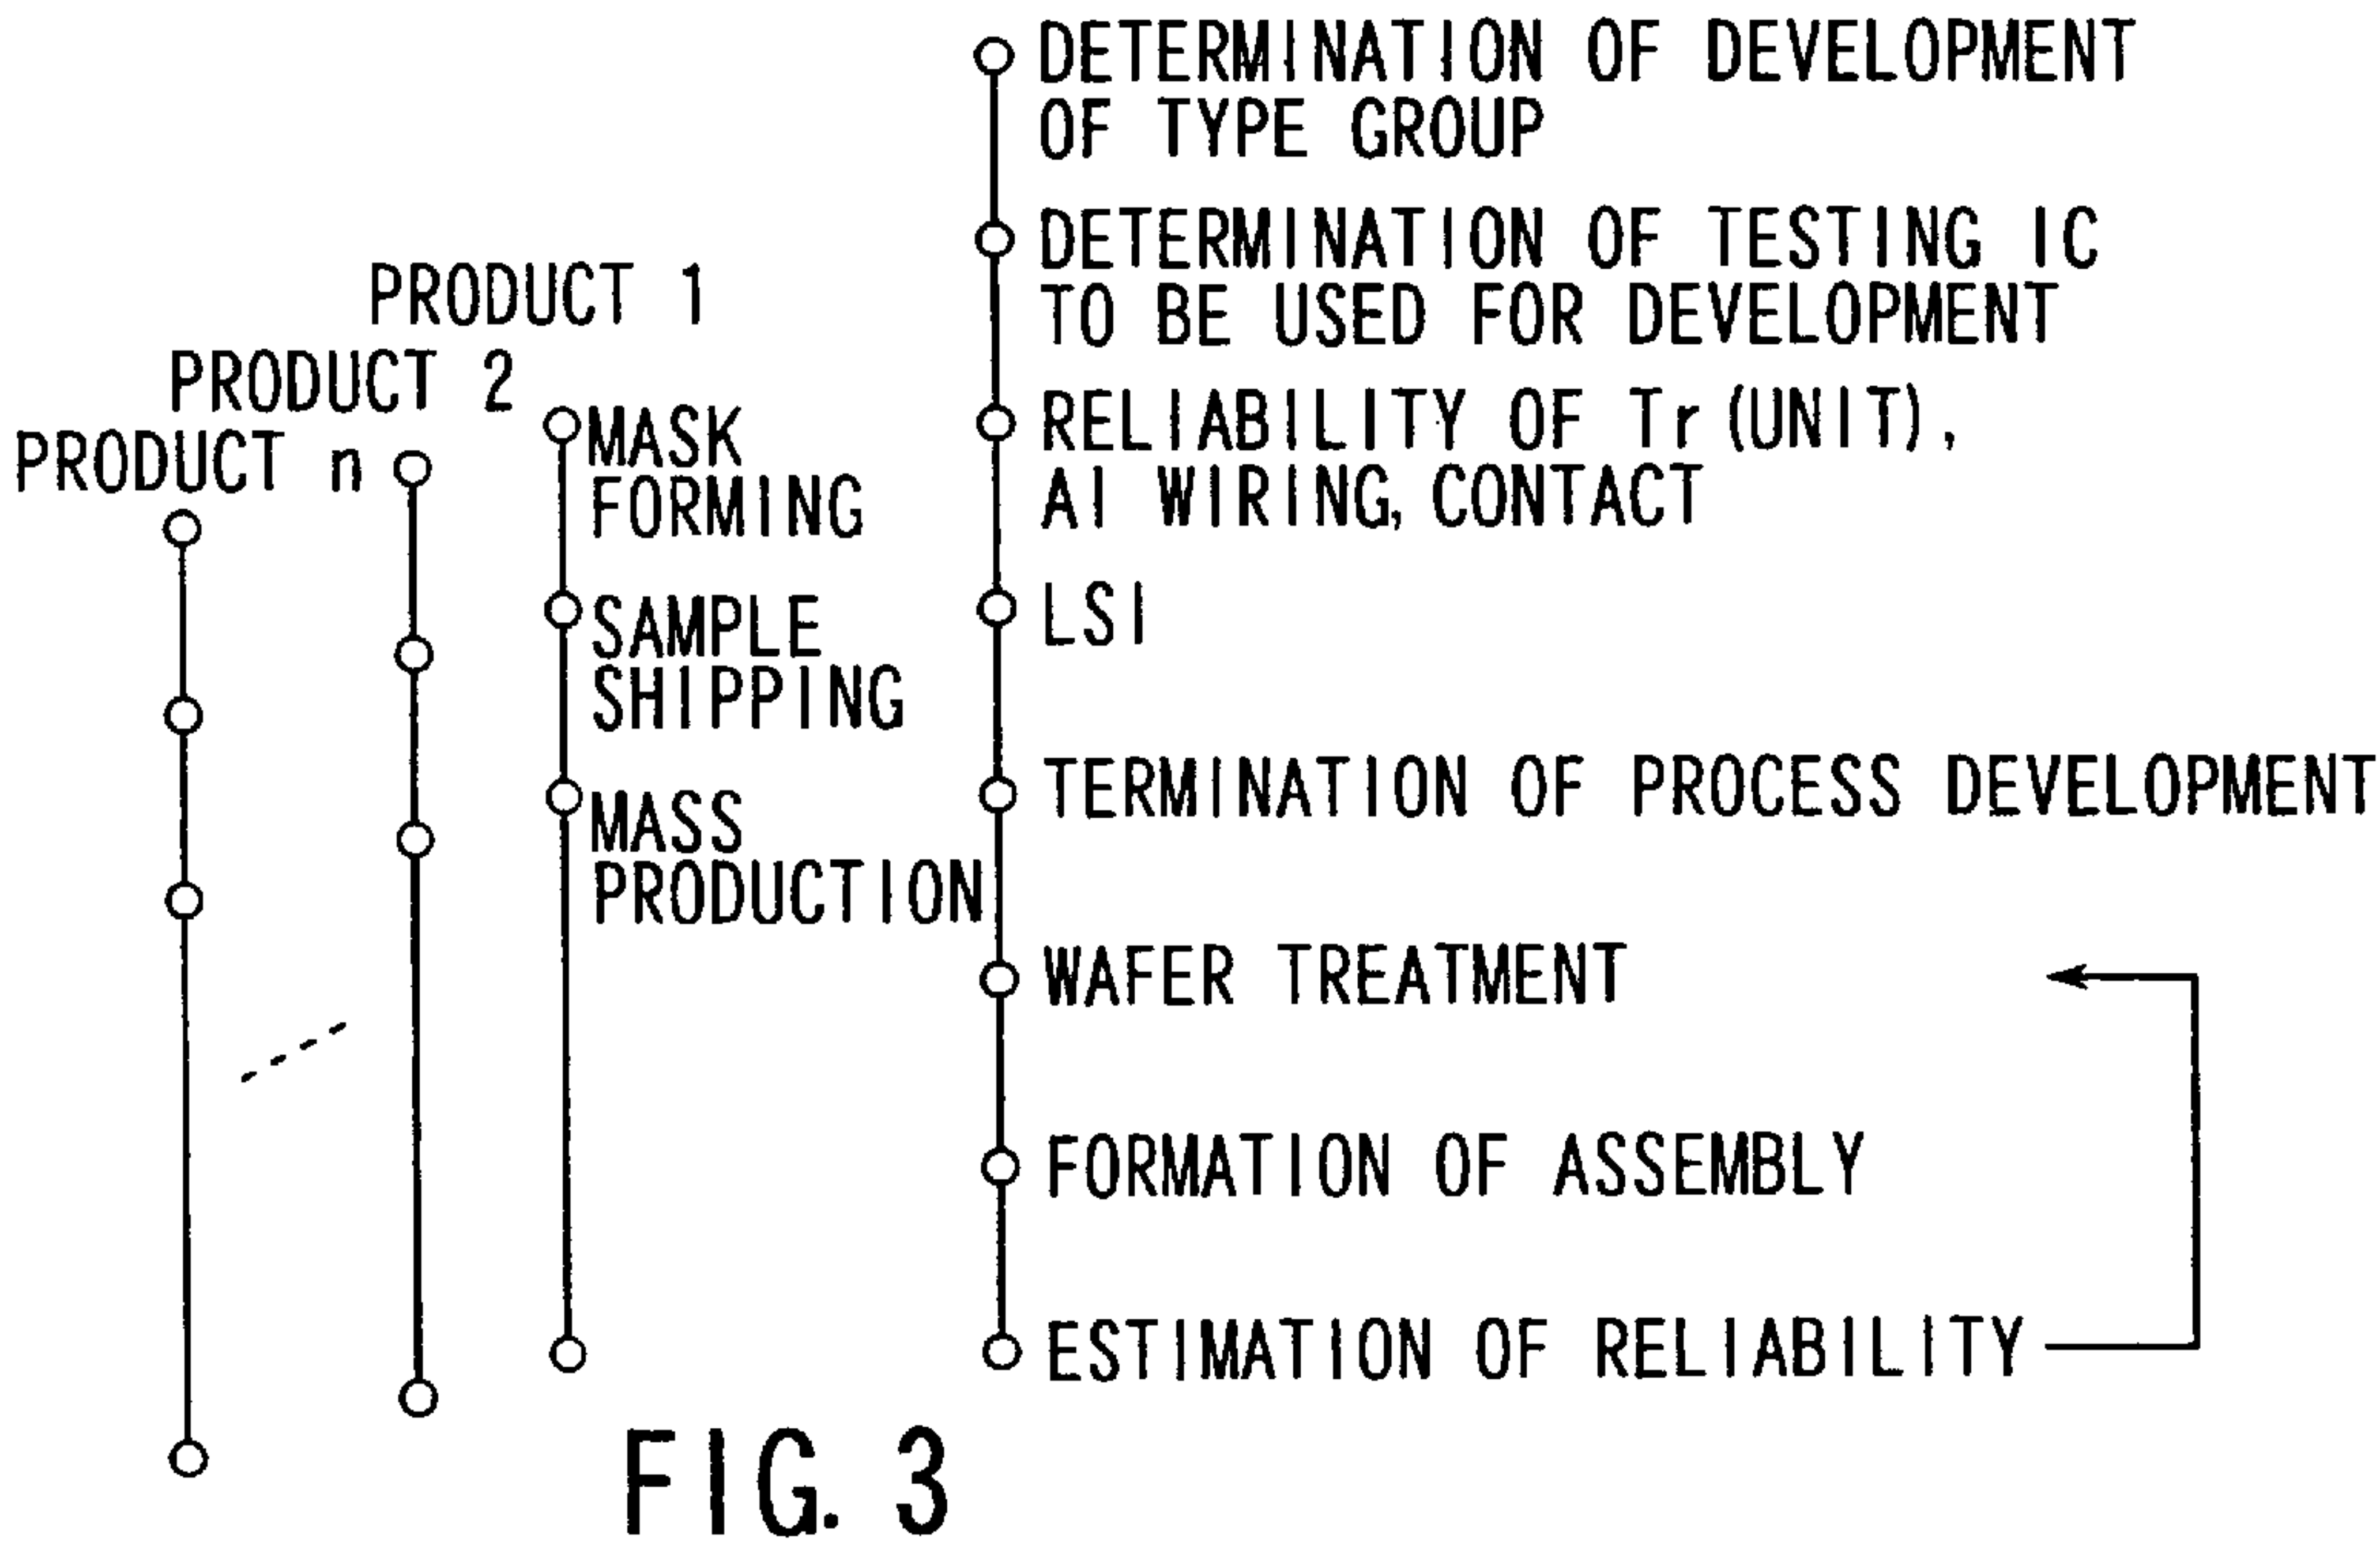 PRODUCT 1
PRODUCT 2
PRODUCT n
MASK
FORMING
SAMPLE
SHIPPING
MASS
PRODUCTION
DETERMINATION OF DEVELOPMENT
OF TYPE GROUP
DETERMINATION OF TESTING IC
TO BE USED FOR DEVELOPMENT
RELIABILITY OF Tr (UNIT),
Al WIRING, CONTACT
LSI
TERMINATION OF PROCESS DEVELOPMENT
WAFER TREATMENT
FORMATION OF ASSEMBLY
ESTIMATION OF RELIABILITY
FIG. 3